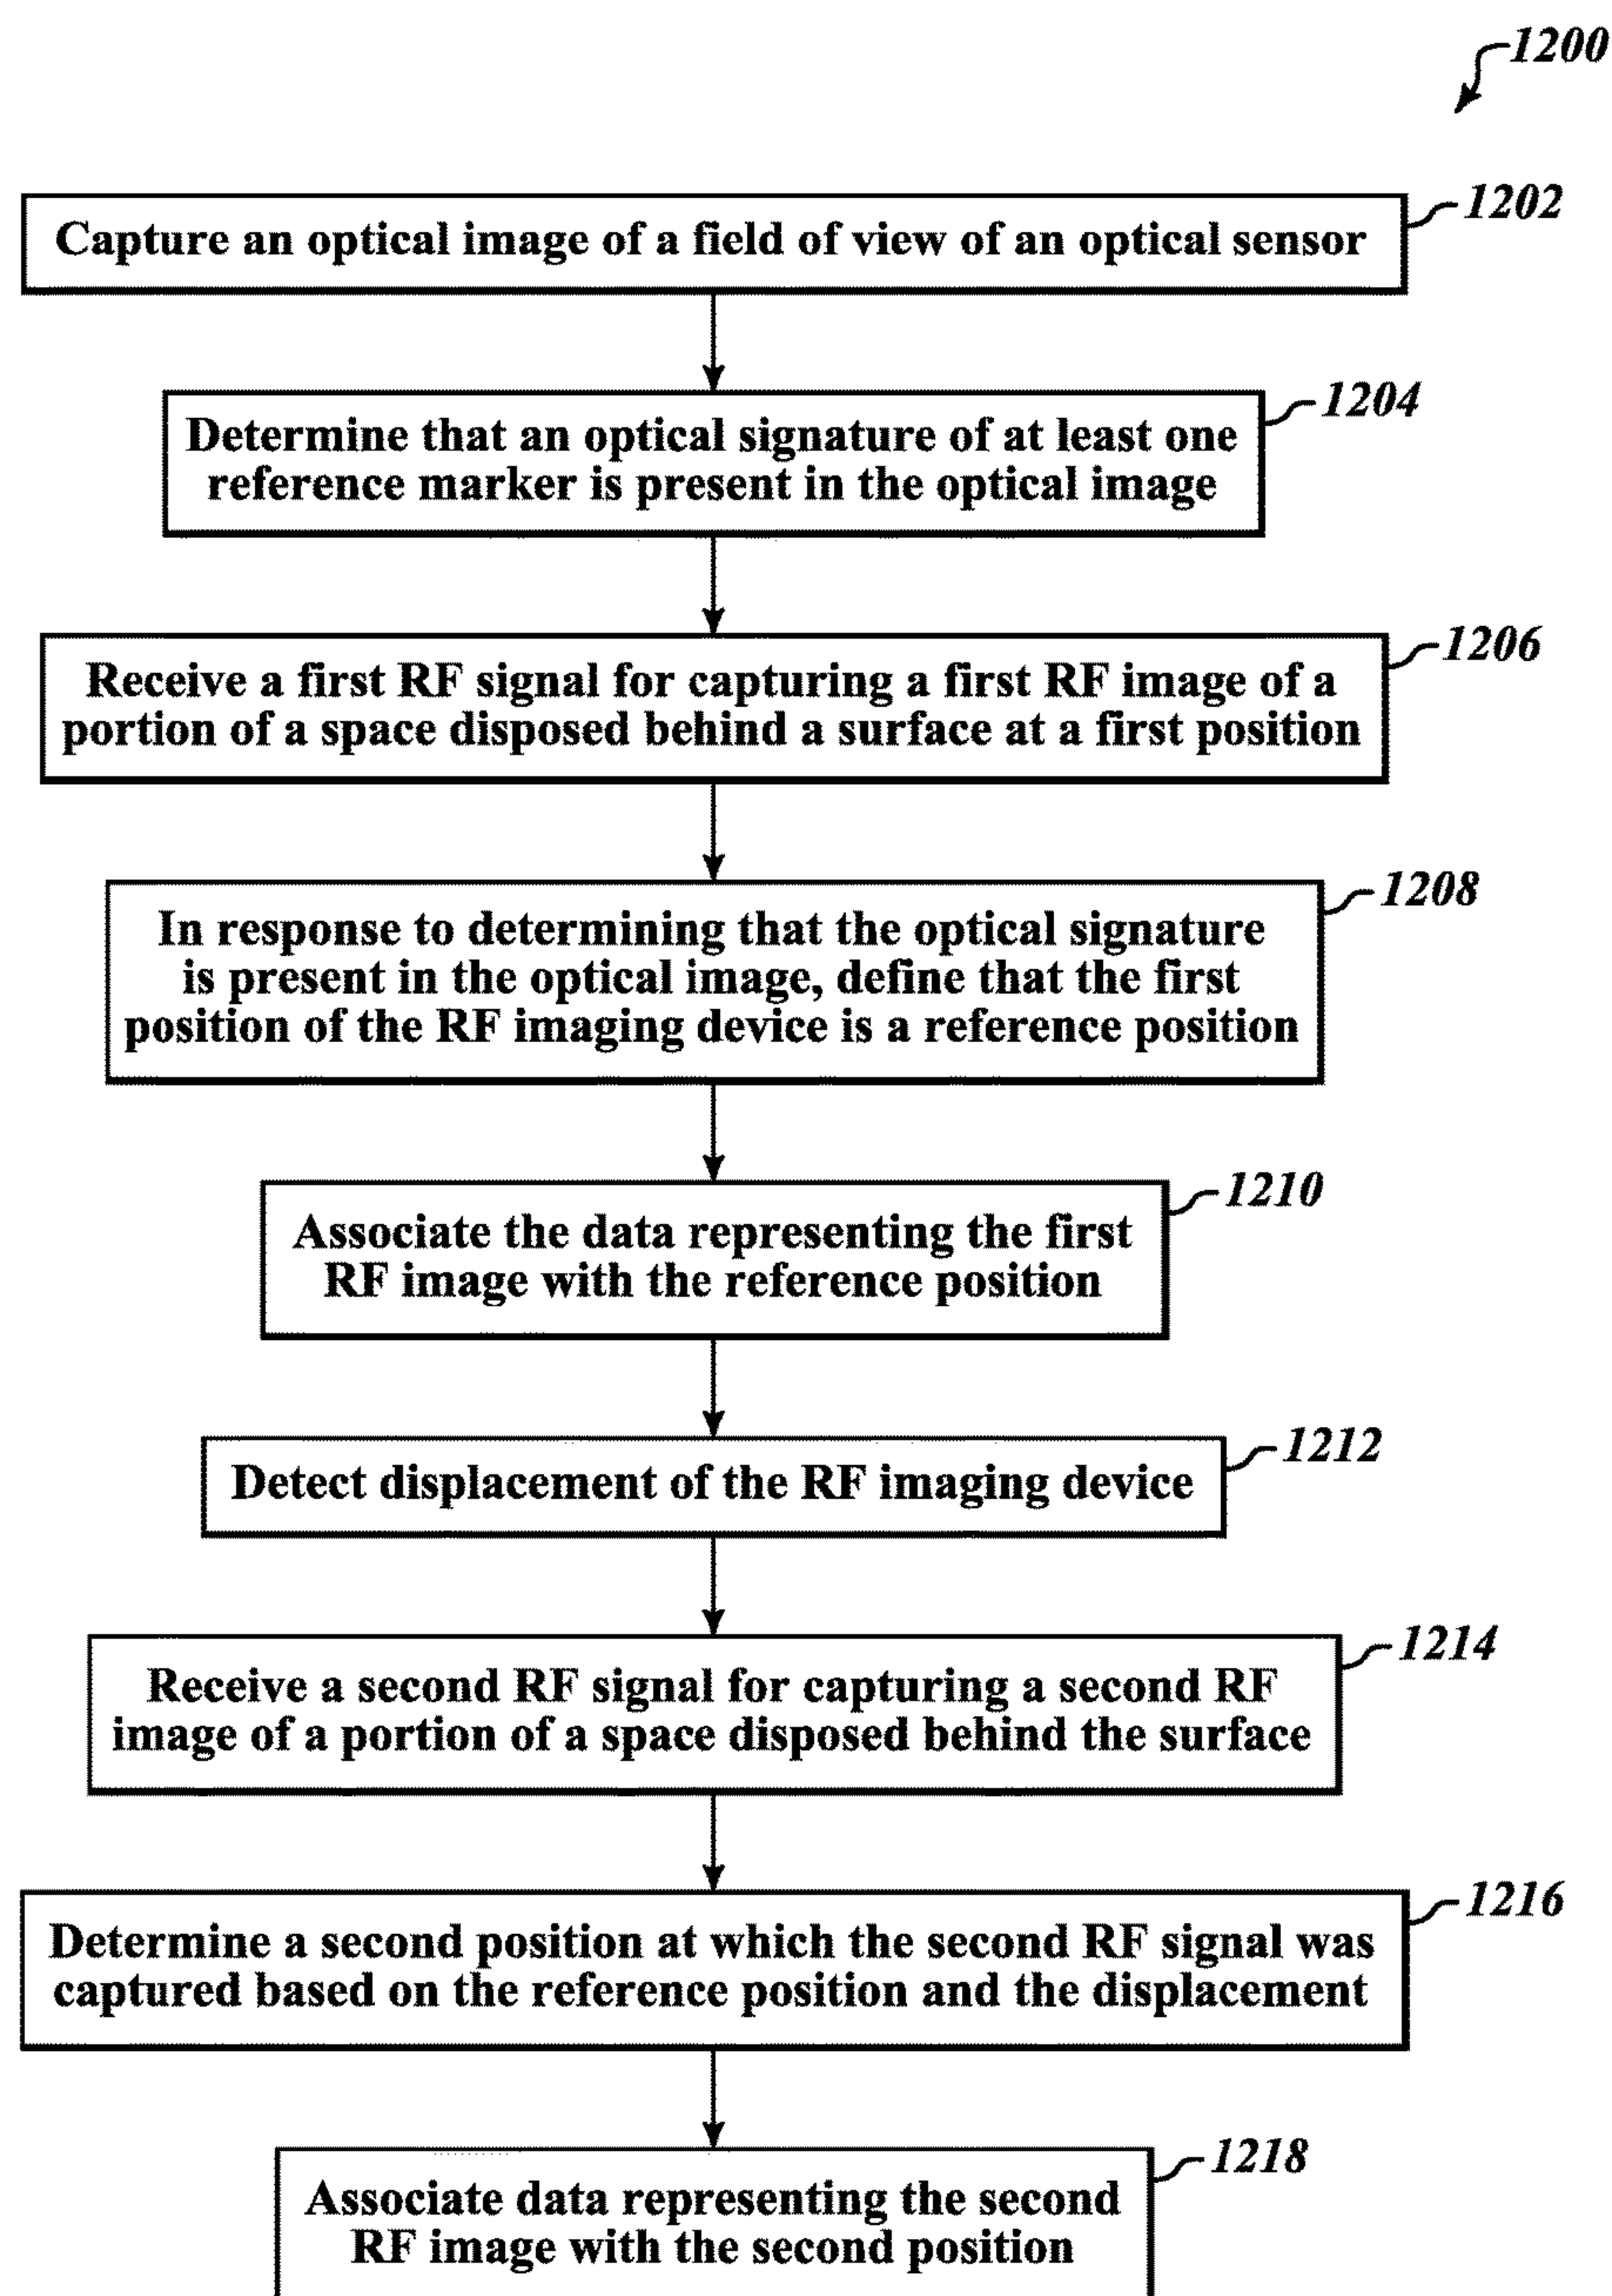 1200
1202
Capture an optical image of a field of view of an optical sensor
1204
Determine that an optical signature of at least one
reference marker is present in the optical image
1206
Receive a first RF signal for capturing a first RF image of a
portion of a space disposed behind a surface at a first position
1208
In response to determining that the optical signature
is present in the optical image, define that the first
position of the RF imaging device is a reference position
1210
Associate the data representing the first
RF image with the reference position
1212
Detect displacement of the RF imaging device
1214
Receive a second RF signal for capturing a second RF
image of a portion of a space disposed behind the surface
1216
Determine a second position at which the second RF signal was
captured based on the reference position and the displacement
1218
Associate data representing the second
RF image with the second position